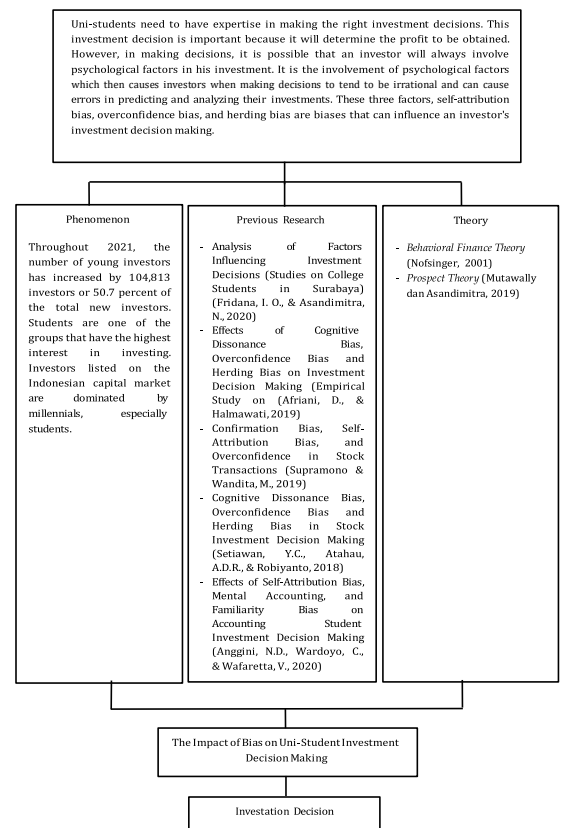 Uni-students need to have expertise in making the right investment decisions. This
investment decision is important because it will determine the profit to be obtained.
However, in making decisions, it is possible that an investor will always involve
psychological factors in his investment. It is the involvement of psychological factors
which then causes investors when making decisions to tend to be irrational and can cause
errors in predicting and analyzing their investments. These three factors, self-attribution
bias, overconfidence bias, and herding bias are biases that can influence an investor's
investment decision making.
Phenomenon
Throughout 2021, the
number of young investors
has increased by 104,813
investors or 50.7 percent of
the total new investors.
Students are one of the
groups that have the highest
interest in investing.
Investors listed on the
Indonesian capital market
are dominated by
millennials, especially
students.
Previous Research
- Analysis of Factors
Influencing Investment
Decisions (Studies on College
Students in Surabaya)
(Fridana, I. O., & Asandimitra,
N., 2020)
- Effects of Cognitive
Dissonance Bias,
Overconfidence Bias and
Herding Bias on Investment
Decision Making (Empirical
Study on (Afriani, D., &
Halmawati, 2019)
- Confirmation Bias, Self-
Attribution Bias, and
Overconfidence in Stock
Transactions (Supramono &
Wandita, M., 2019)
- Cognitive Dissonance Bias,
Overconfidence Bias and
Herding Bias in Stock
Investment Decision Making
(Setiawan, Y.C., Atahau,
A.D.R., & Robiyanto, 2018)
- Effects of Self-Attribution Bias,
Mental Accounting, and
Familiarity Bias on
Accounting Student
Investment Decision Making
(Anggini, N.D., Wardoyo, C.,
& Wafaretta, V., 2020)
Theory
- Behavioral Finance Theory
(Nofsinger, 2001)
- Prospect Theory (Mutawally
dan Asandimitra, 2019)
The Impact of Bias on Uni-Student Investment
Decision Making
Investation Decision